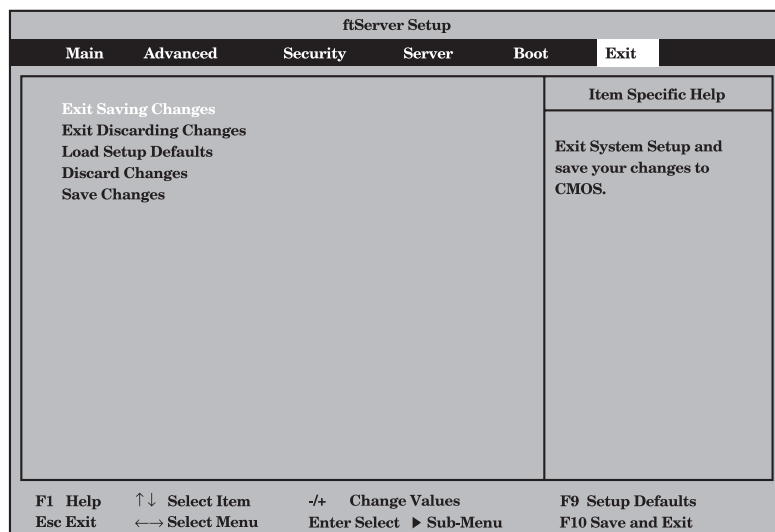 ftServer Setup
Main Advanced Security Server Boot Exit
Exit Saving Changes
Exit Discarding Changes
Load Setup Defaults
Discard Changes
Save Changes
Item Specific Help
Exit System Setup and
save your changes to
CMOS.
F1 Help ↑↓ Select Item -/+ Change Values F9 Setup Defaults
Esc Exit ←→ Select Menu Enter Select ▶ Sub-Menu F10 Save and Exit